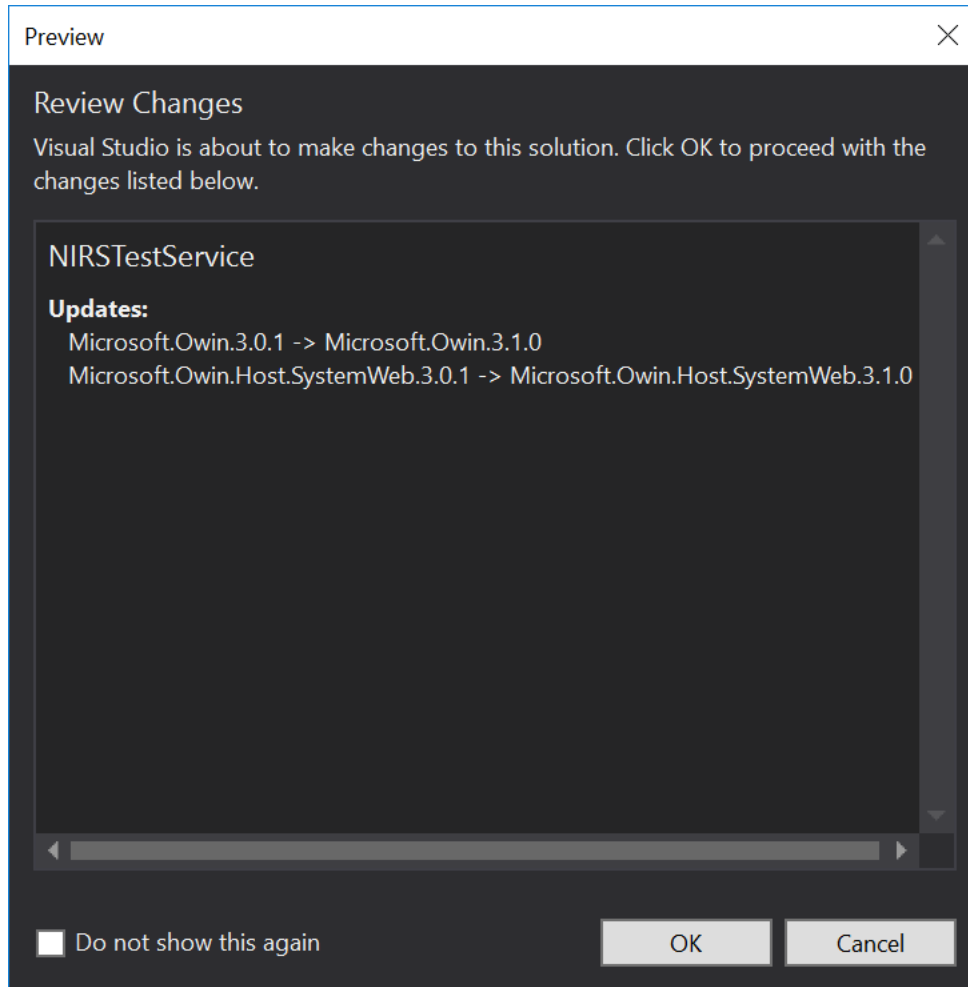 Preview
Review Changes
Visual Studio is about to make changes to this solution. Click OK to proceed with the
changes listed below.
NIRSTestService
Updates:
Microsoft.Owin.3.0.1 -> Microsoft.Owin.3.1.0
Microsoft.Owin.Host.SystemWeb.3.0.1 -> Microsoft.Owin.Host.SystemWeb.3.1.0
Do not show this again
OK
Cancel